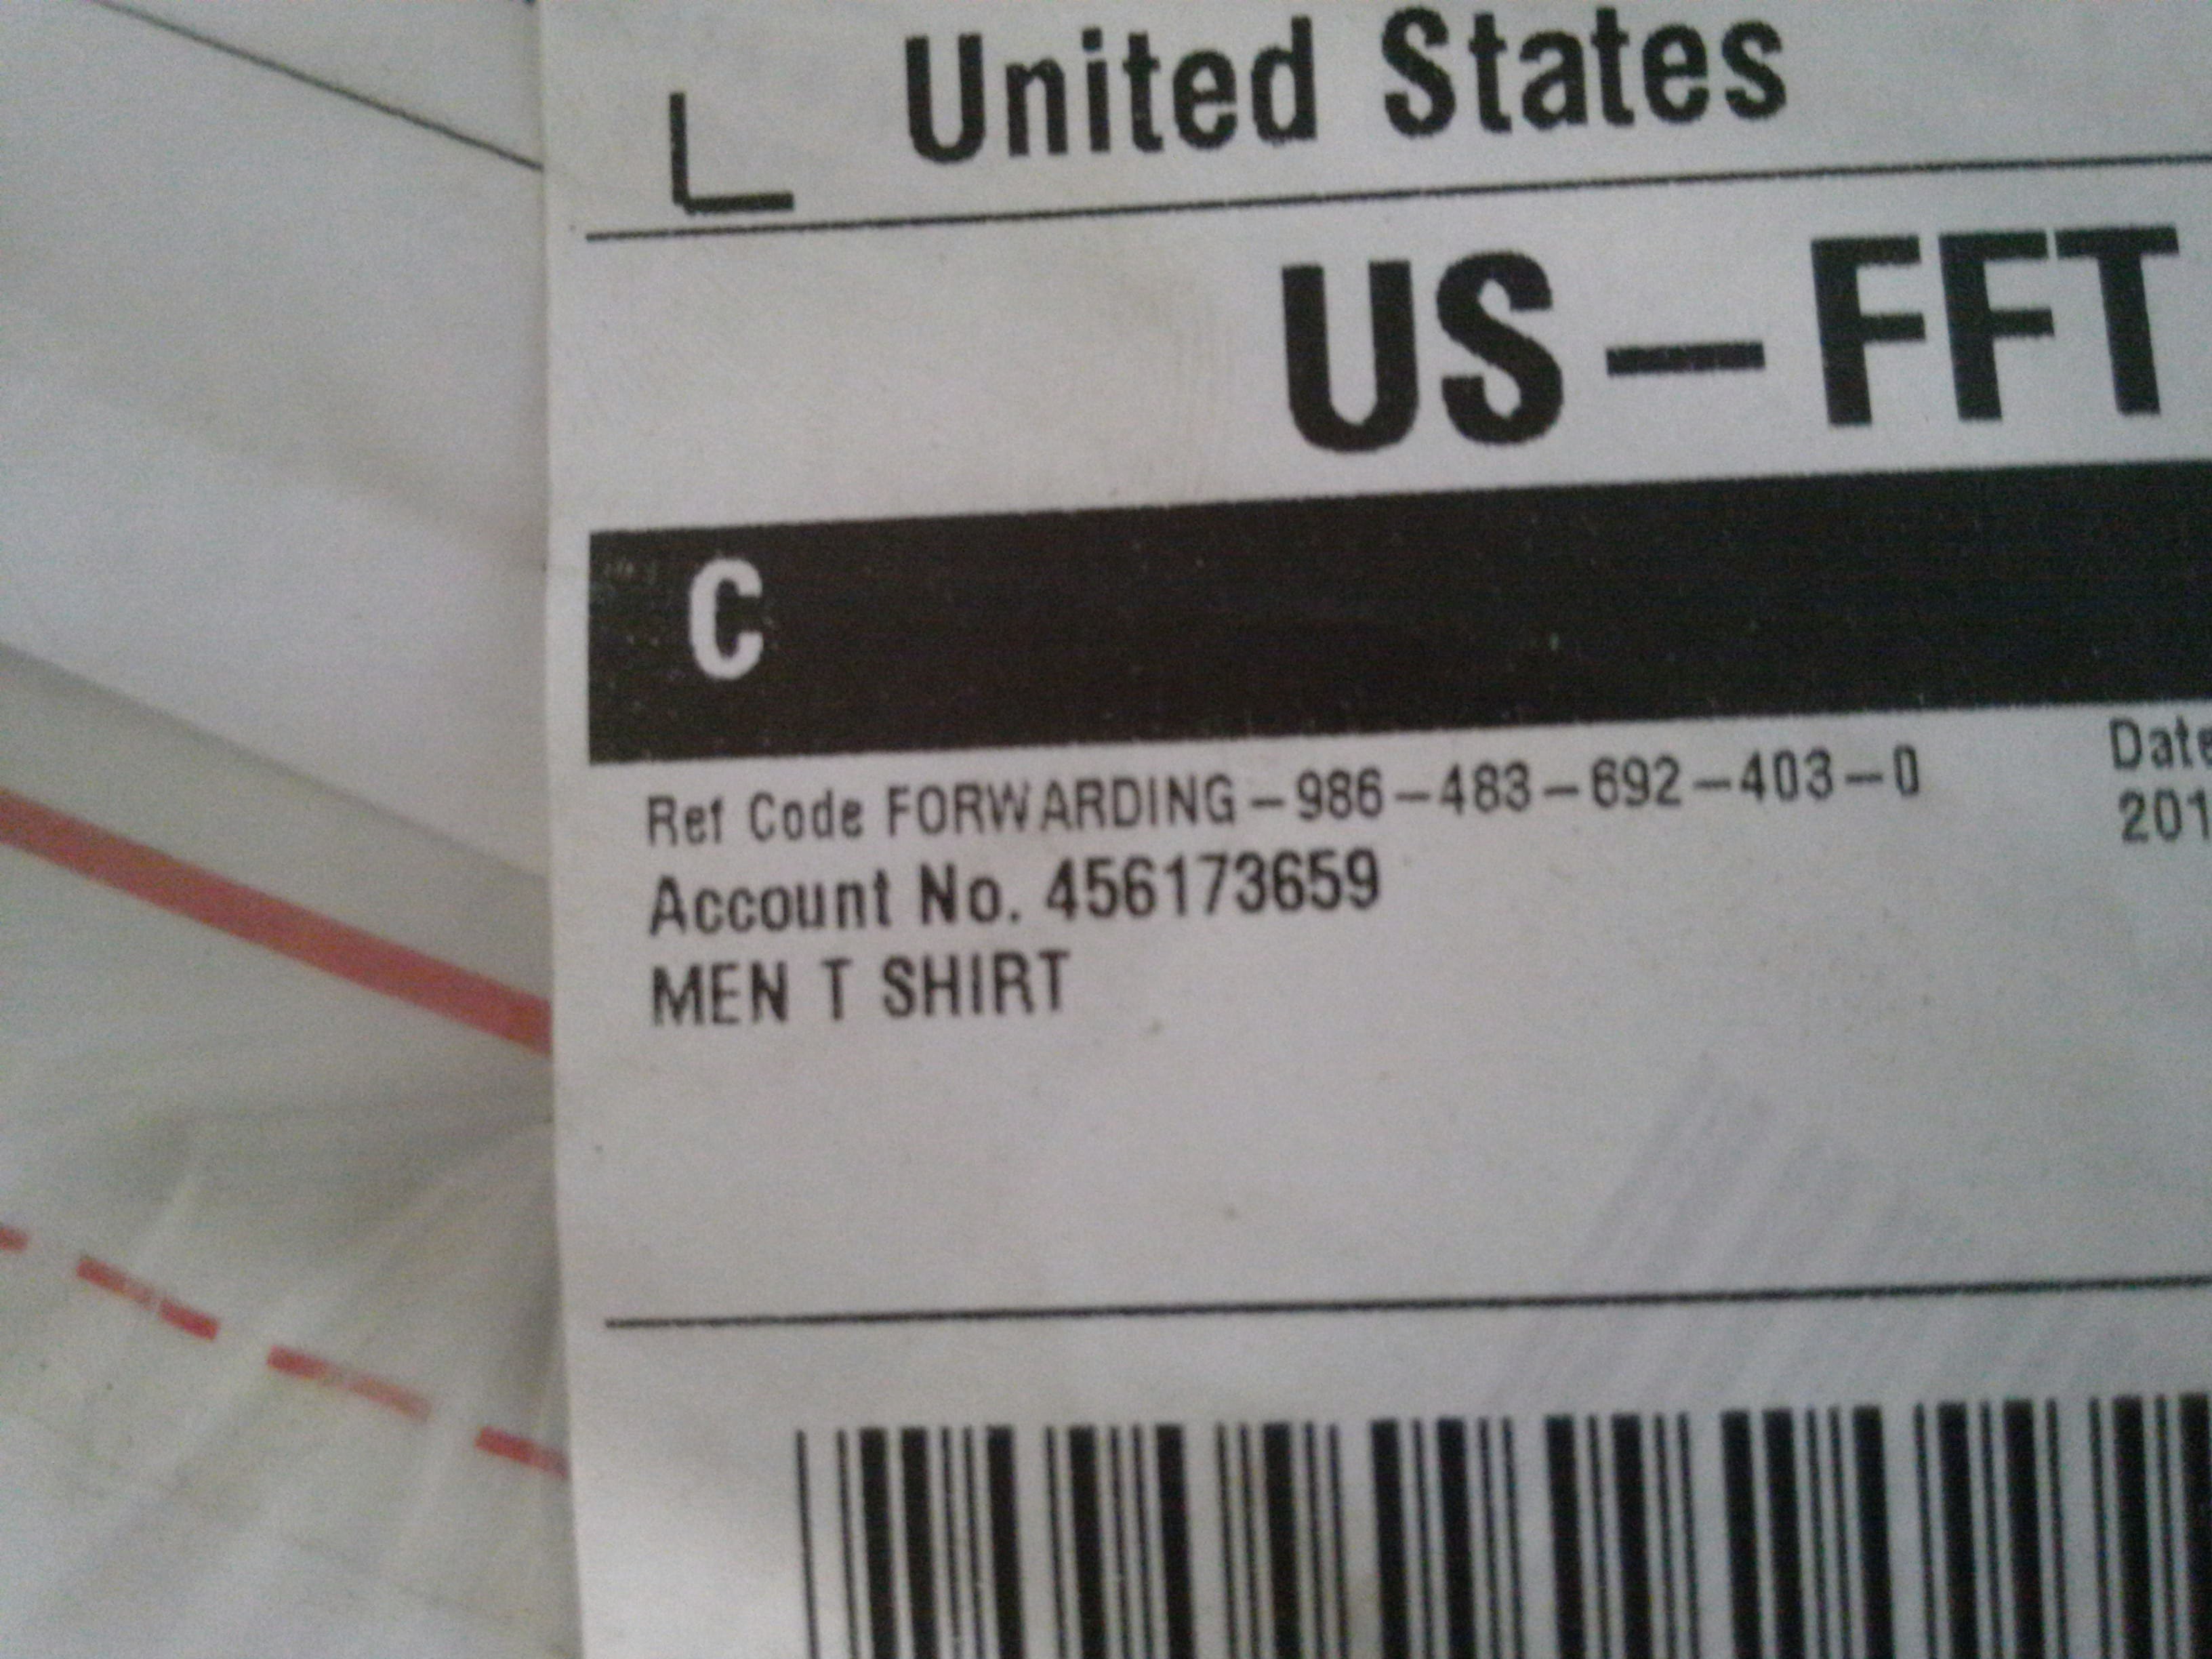 United States
US-FFT
C
Ref Code FORWARDING-986-483-692-403-0 Date
Account No. 456173659 201
MEN T SHIRT